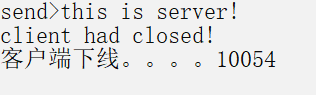 send>this is server!
client had closed!
客户端下线。。。。10054